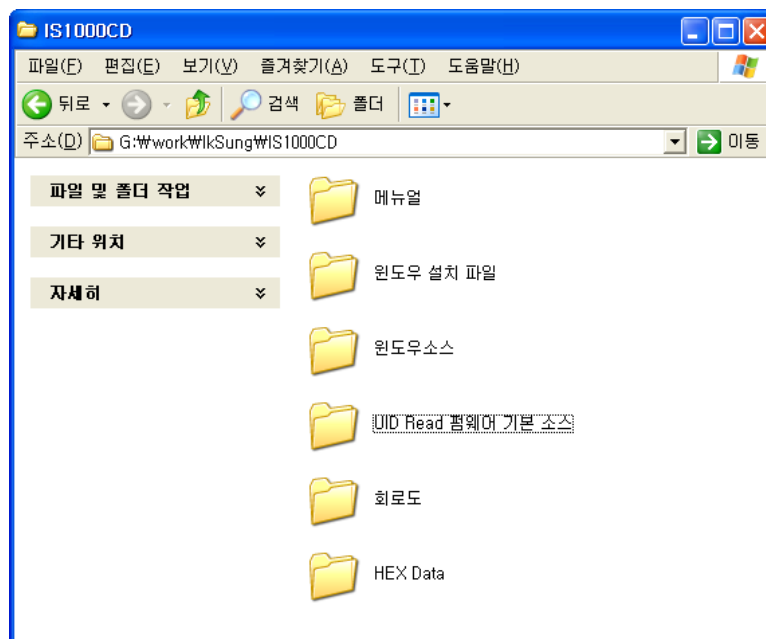 IS1000CD
파일(F) 편집(E) 보기(V) 즐겨찾기(A) 도구(T) 도움말(H)
뒤로 검색 폴더
주소(D) G:₩work₩IkSung₩IS1000CD 이동
파일 및 폴더 작업
기타 위치
자세히
메뉴얼
윈도우 설치 파일
윈도우소스
UID Read 펌웨어 기본 소스
회로도
HEX Data